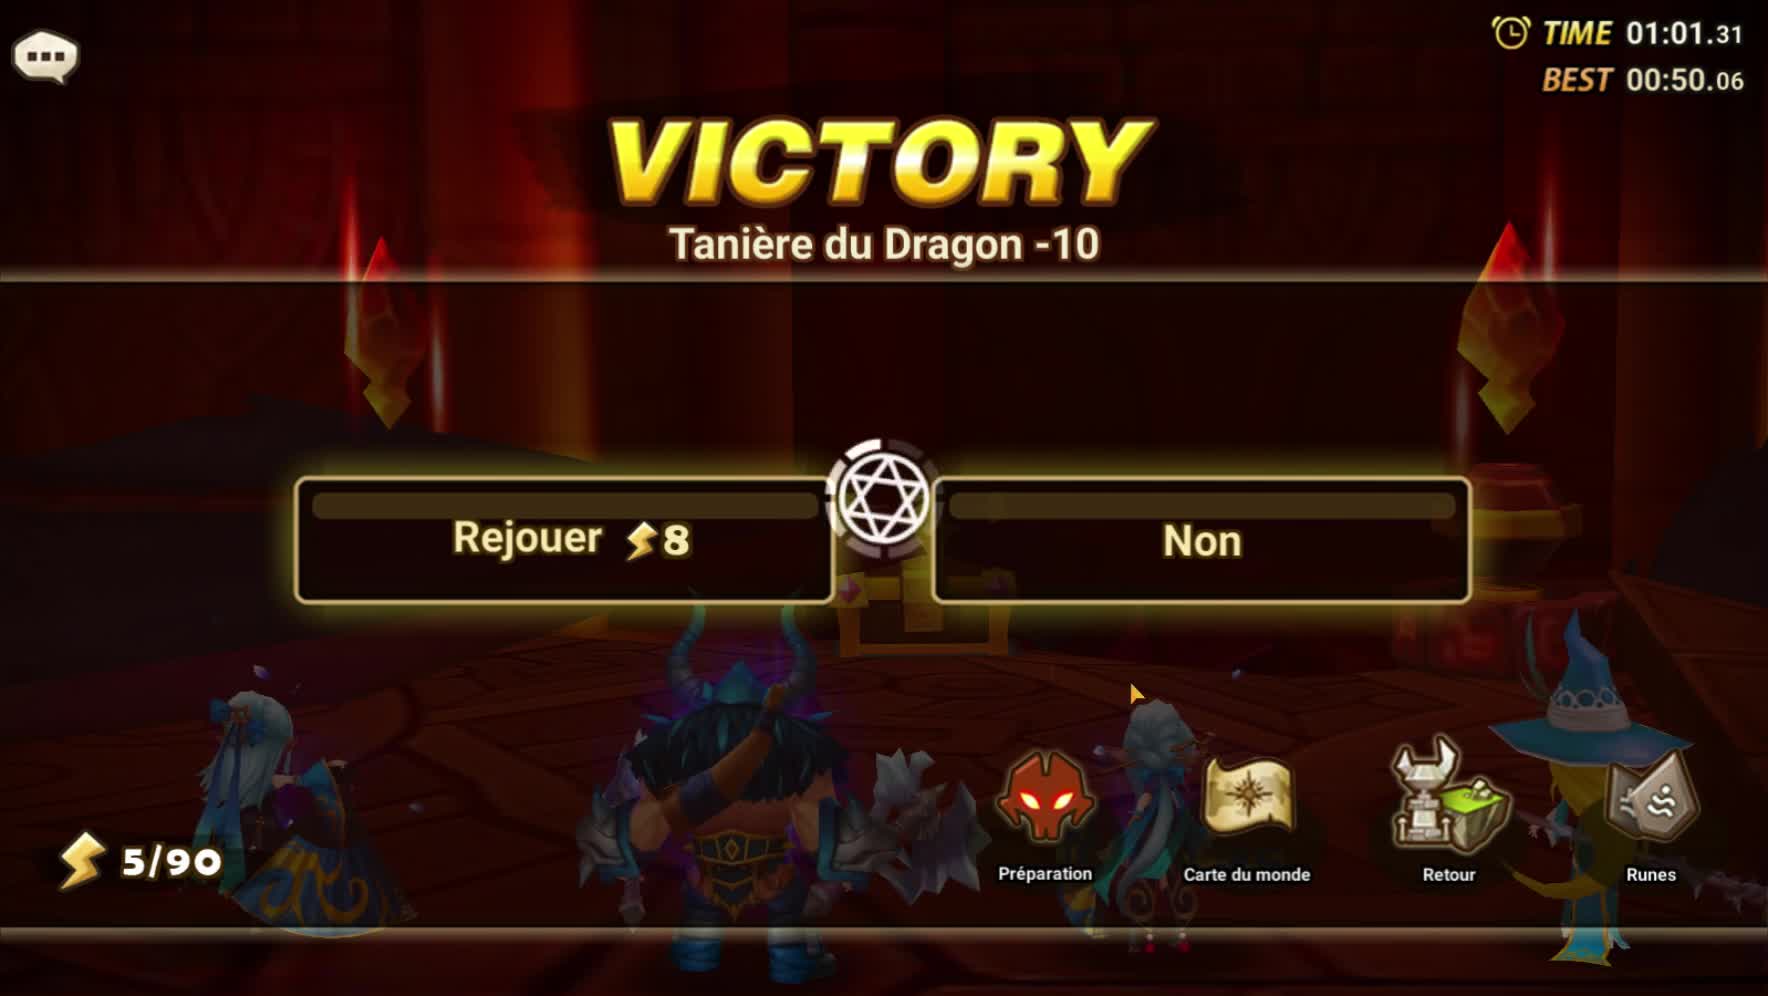 TIME 01:01.31
BEST 00:50.06
VICTORY
Tanière du Dragon -10
Rejouer 8
Non
5/90
Préparation
Carte du monde
Retour
Runes